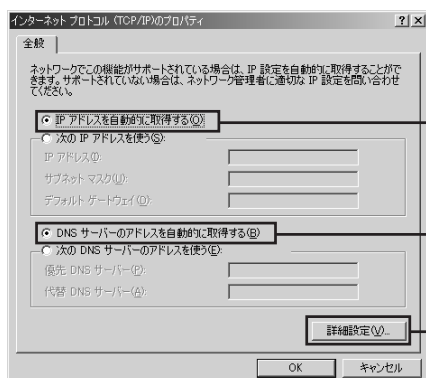 インターネット プロトコル (TCP/IP)のプロパティ
全般
ネットワークでこの機能がサポートされている場合は、IP 設定を自動的に取得することがで
きます。サポートされていない場合は、ネットワーク管理者に適切な IP 設定を問い合わせ
てください。
IP アドレスを自動的に取得する(O)
次の IP アドレスを使う(S):
IP アドレス(I):
サブネット マスク(U):
デフォルト ゲートウェイ(D):
DNS サーバーのアドレスを自動的に取得する(B)
次の DNS サーバーのアドレスを使う(E):
優先 DNS サーバー(P):
代替 DNS サーバー(A):
詳細設定(V)...
OK キャンセル